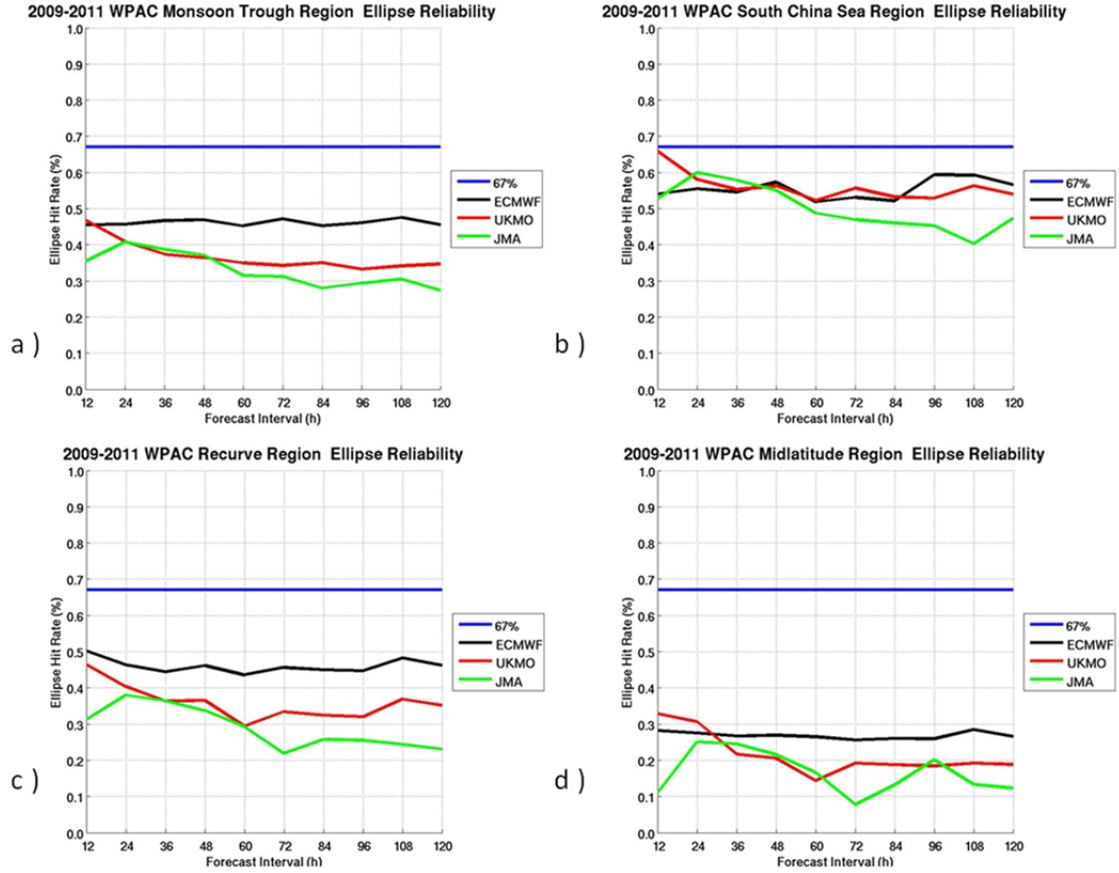 2009-2011 WPAC Monsoon Trough Region Ellipse Reliability
Ellipse Hit Rate (%)
1.0
0.9
0.8
0.7
0.6
0.5
0.4
0.3
0.2
0.1
0.0
12 24 36 48 60 72 84 96 108 120
Forecast Interval (h)
67%
ECMWF
UKMO
JMA
a )
2009-2011 WPAC South China Sea Region Ellipse Reliability
Ellipse Hit Rate (%)
1.0
0.9
0.8
0.7
0.6
0.5
0.4
0.3
0.2
0.1
0.0
12 24 36 48 60 72 84 96 108 120
Forecast Interval (h)
67%
ECMWF
UKMO
JMA
b )
2009-2011 WPAC Recurve Region Ellipse Reliability
Ellipse Hit Rate (%)
1.0
0.9
0.8
0.7
0.6
0.5
0.4
0.3
0.2
0.1
0.0
12 24 36 48 60 72 84 96 108 120
Forecast Interval (h)
67%
ECMWF
UKMO
JMA
c )
2009-2011 WPAC Midlatitude Region Ellipse Reliability
Ellipse Hit Rate (%)
1.0
0.9
0.8
0.7
0.6
0.5
0.4
0.3
0.2
0.1
0.0
12 24 36 48 60 72 84 96 108 120
Forecast Interval (h)
67%
ECMWF
UKMO
JMA
d )